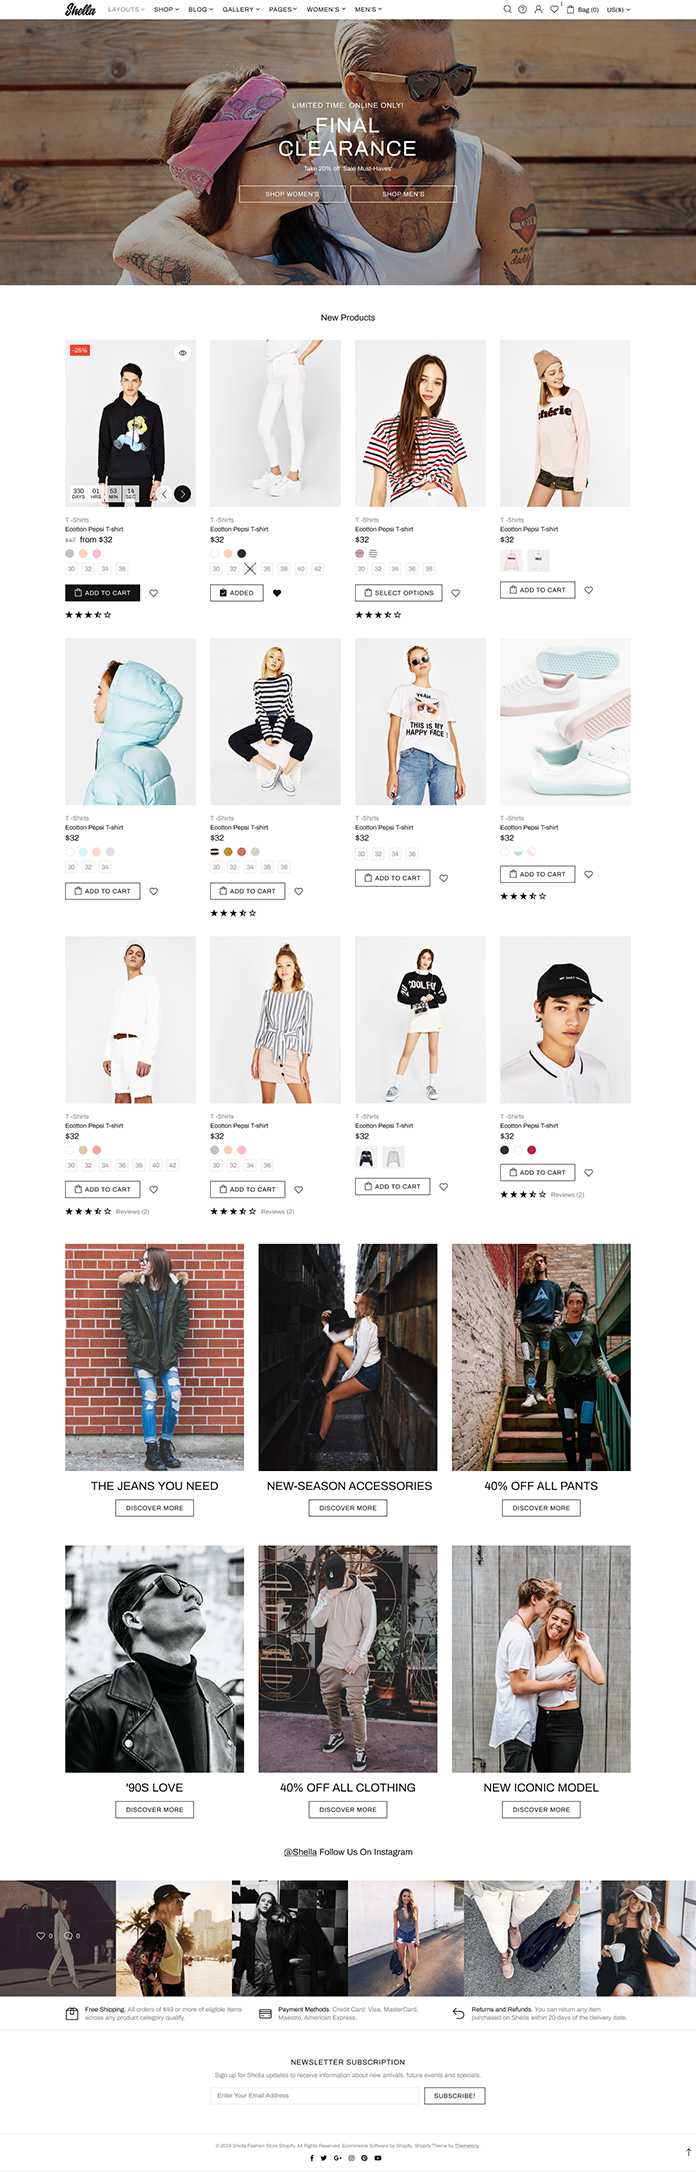 Shella LAYOUTS SHOP BLOG GALLERY PAGES WOMEN'S MEN'S 1 Bag (0) US($)
LIMITED TIME: ONLINE ONLY!
FINAL
CLEARANCE
Take 20% off 'Sale Must-Haves'
SHOP WOMEN'S SHOP MEN'S
LOVE
mommy
daddy
New Products
-25%
chérie
330 01 53 14
DAYS HRS MIN SEC
T -Shirts T -Shirts T -Shirts T -Shirts
Ecotton Pepsi T-shirt Ecotton Pepsi T-shirt Ecotton Pepsi T-shirt Ecotton Pepsi T-shirt
$47 from $32 $32 $32 $32
30 32 34 36 30 32 36 38 40 42 30 32 34 36 38
ADD TO CART ADDED SELECT OPTIONS ADD TO CART
YEAH...
THIS IS MY
HAPPY FACE !
T -Shirts T -Shirts T -Shirts T -Shirts
Ecotton Pepsi T-shirt Ecotton Pepsi T-shirt Ecotton Pepsi T-shirt Ecotton Pepsi T-shirt
$32 $32 $32 $32
30 32 34 30 32 34 36 38 30 32 34 36
ADD TO CART ADD TO CART ADD TO CART ADD TO CART
T -Shirts T -Shirts T -Shirts T -Shirts
Ecotton Pepsi T-shirt Ecotton Pepsi T-shirt Ecotton Pepsi T-shirt Ecotton Pepsi T-shirt
$32 $32 $32 $32
30 32 34 36 38 40 42 30 32 34 36
ADD TO CART ADD TO CART ADD TO CART ADD TO CART
Reviews (2) Reviews (2) Reviews (2)
THE JEANS YOU NEED NEW-SEASON ACCESSORIES 40% OFF ALL PANTS
DISCOVER MORE DISCOVER MORE DISCOVER MORE
'90S LOVE 40% OFF ALL CLOTHING NEW ICONIC MODEL
DISCOVER MORE DISCOVER MORE DISCOVER MORE
@Shella Follow Us On Instagram
0 0
Free Shipping. All orders of $49 or more of eligible items
across any product category qualify.
Payment Methods. Credit Card: Visa, MasterCard,
Maestro, American Express.
Returns and Refunds. You can return any item
purchased on Shella within 20 days of the delivery date.
NEWSLETTER SUBSCRIPTION
Sign up for Shella updates to receive information about new arrivals, future events and specials.
Enter Your Email Address SUBSCRIBE!
© 2018 Shella Fashion Store Shopify. All Rights Reserved. Ecommerce Software by Shopify. Shopify Theme by Themetony.